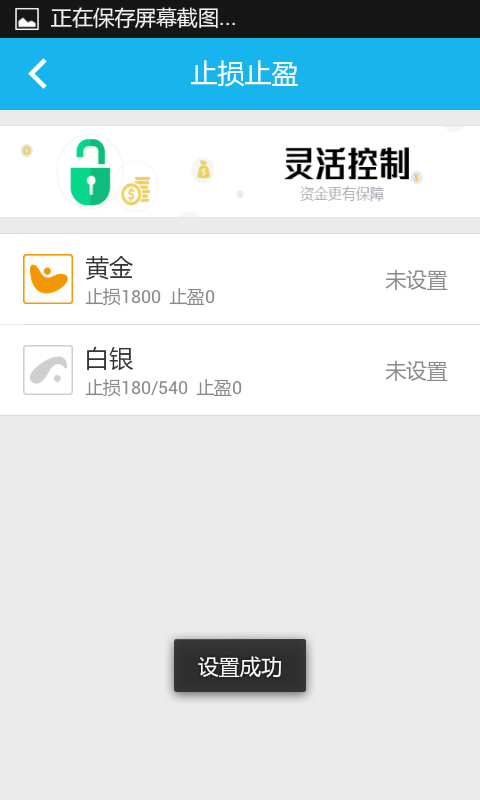 正在保存屏幕截图...
止损止盈
灵活控制
资金更有保障
黄金
止损1800 止盈0
未设置
白银
止损180/540 止盈0
未设置
设置成功